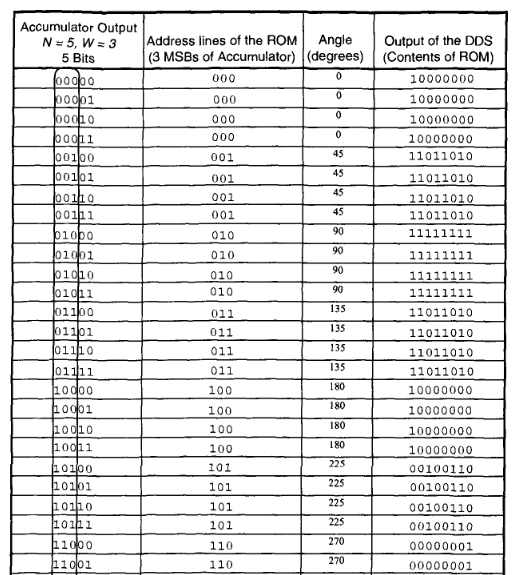 Accumulator Output Address lines of the ROM Angle Output of the DDS
N = 5, W = 3 (3 MSBs of Accumulator) (degrees) (Contents of ROM)
5 Bits
00000 000 0 10000000
00001 000 0 10000000
00010 000 0 10000000
00011 000 0 10000000
00100 001 45 11011010
00101 001 45 11011010
00110 001 45 11011010
00111 001 45 11011010
01000 010 90 11111111
01001 010 90 11111111
01010 010 90 11111111
01011 010 90 11111111
01100 011 135 11011010
01101 011 135 11011010
01110 011 135 11011010
01111 011 135 11011010
10000 100 180 10000000
10001 100 180 10000000
10010 100 180 10000000
10011 100 180 10000000
10100 101 225 00100110
10101 101 225 00100110
10110 101 225 00100110
10111 101 225 00100110
11000 110 270 00000001
11001 110 270 00000001